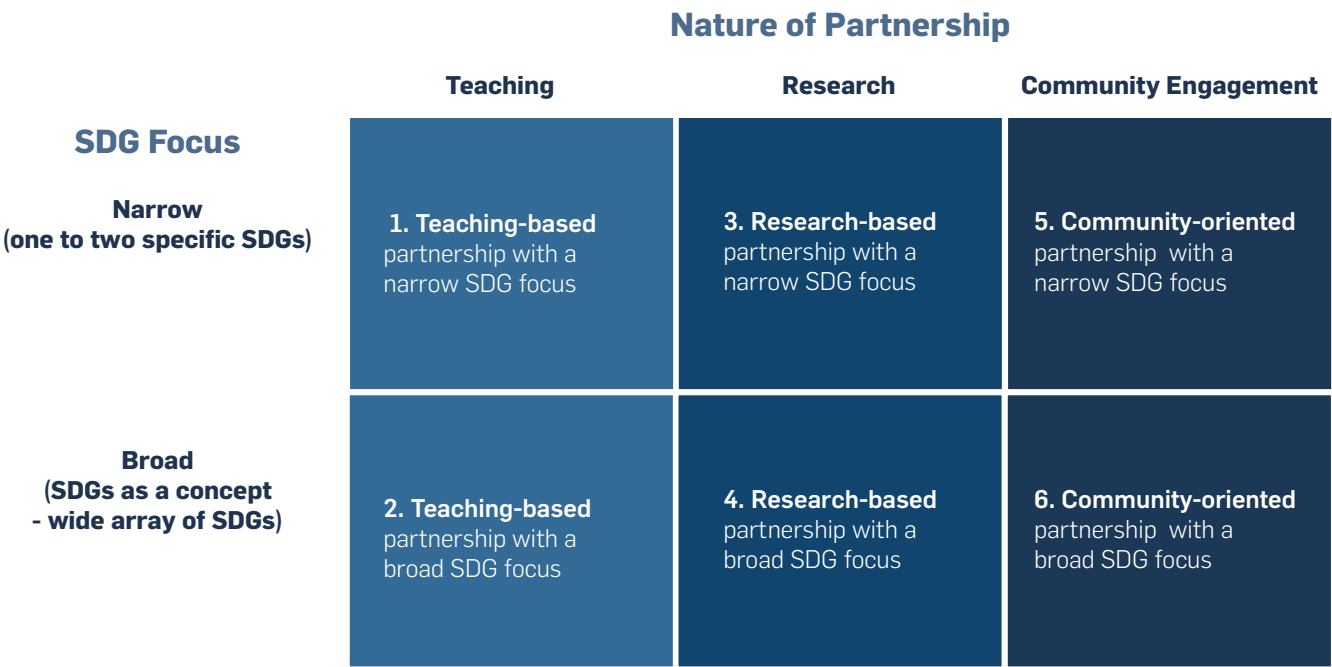 Nature of Partnership
Teaching
Research
Community Engagement
SDG Focus
Narrow
(one to two specific SDGs)
1. Teaching-based
partnership with a
narrow SDG focus
3. Research-based
partnership with a
narrow SDG focus
5. Community-oriented
partnership with a
narrow SDG focus
Broad
(SDGs as a concept
- wide array of SDGs)
2. Teaching-based
partnership with a
broad SDG focus
4. Research-based
partnership with a
broad SDG focus
6. Community-oriented
partnership with a
broad SDG focus